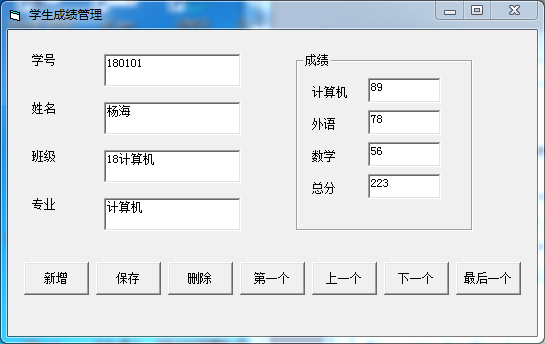 学生成绩管理
学号 180101
姓名 杨海
班级 18计算机
专业 计算机
成绩
计算机 89
外语 78
数学 56
总分 223
新增 保存 删除 第一个 上一个 下一个 最后一个